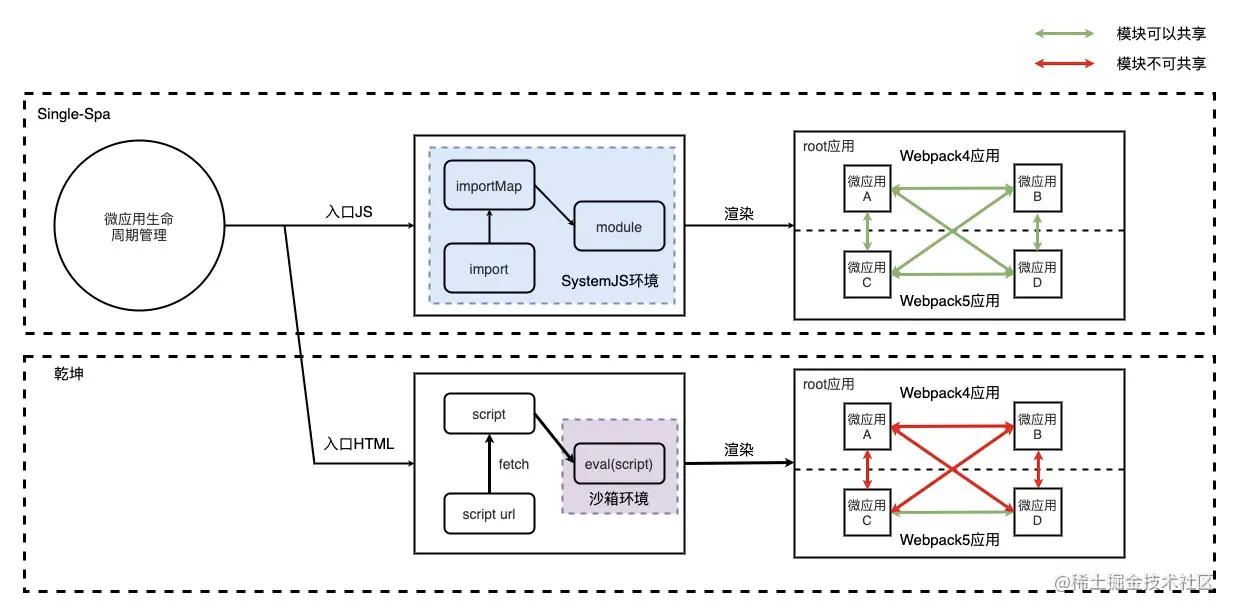 模块可以共享
模块不可共享
Single-Spa
微应用生命
周期管理
入口JS
importMap
import
module
SystemJS环境
渲染
root应用
Webpack4应用
微应用
A
微应用
B
微应用
C
微应用
D
Webpack5应用
乾坤
入口HTML
script
fetch
script url
eval(script)
沙箱环境
渲染
root应用
Webpack4应用
微应用
A
微应用
B
微应用
C
微应用
D
Webpack5应用
@稀土掘金技术社区